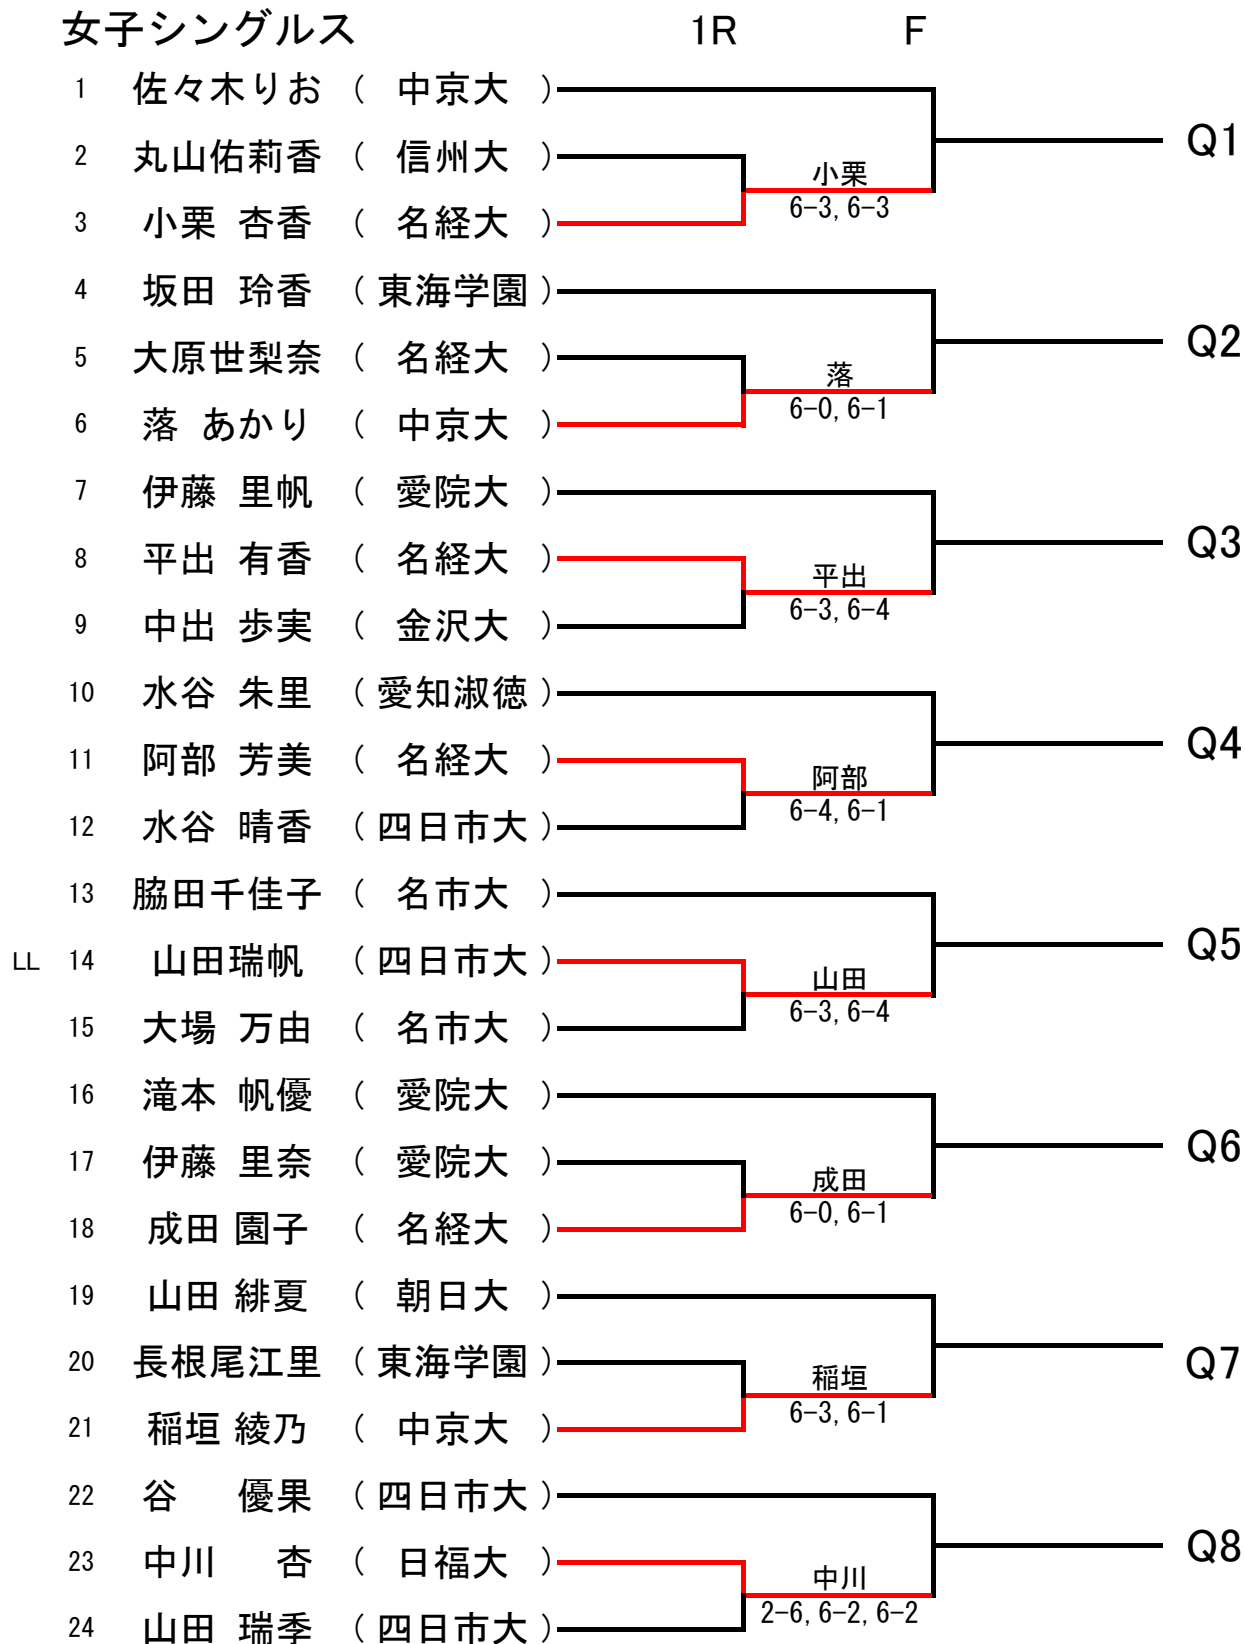 女子シングルス 1R F
1 佐々木りお ( 中京大 )
Q1
2 丸山佑莉香 ( 信州大 )
小栗
6-3, 6-3
3 小栗 杏香 ( 名経大 )
4 坂田 玲香 ( 東海学園 )
Q2
5 大原世梨奈 ( 名経大 )
落
6-0, 6-1
6 落 あかり ( 中京大 )
7 伊藤 里帆 ( 愛院大 )
Q3
8 平出 有香 ( 名経大 )
平出
6-3, 6-4
9 中出 歩実 ( 金沢大 )
10 水谷 朱里 ( 愛知淑徳 )
Q4
11 阿部 芳美 ( 名経大 )
阿部
6-4, 6-1
12 水谷 晴香 ( 四日市大 )
13 脇田千佳子 ( 名市大 )
Q5
LL 14 山田瑞帆 ( 四日市大 )
山田
6-3, 6-4
15 大場 万由 ( 名市大 )
16 滝本 帆優 ( 愛院大 )
Q6
17 伊藤 里奈 ( 愛院大 )
成田
6-0, 6-1
18 成田 園子 ( 名経大 )
19 山田 緋夏 ( 朝日大 )
Q7
20 長根尾江里 ( 東海学園 )
稲垣
6-3, 6-1
21 稲垣 綾乃 ( 中京大 )
22 谷 優果 ( 四日市大 )
Q8
23 中川 杏 ( 日福大 )
中川
2-6, 6-2, 6-2
24 山田 瑞季 ( 四日市大 )